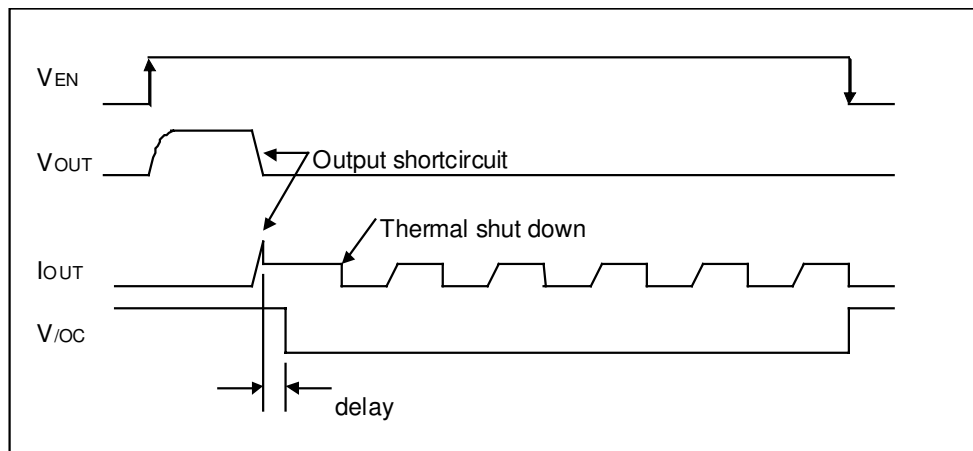 VEN
VOUT
Output shortcircuit
Thermal shut down
IOUT
V/OC
delay